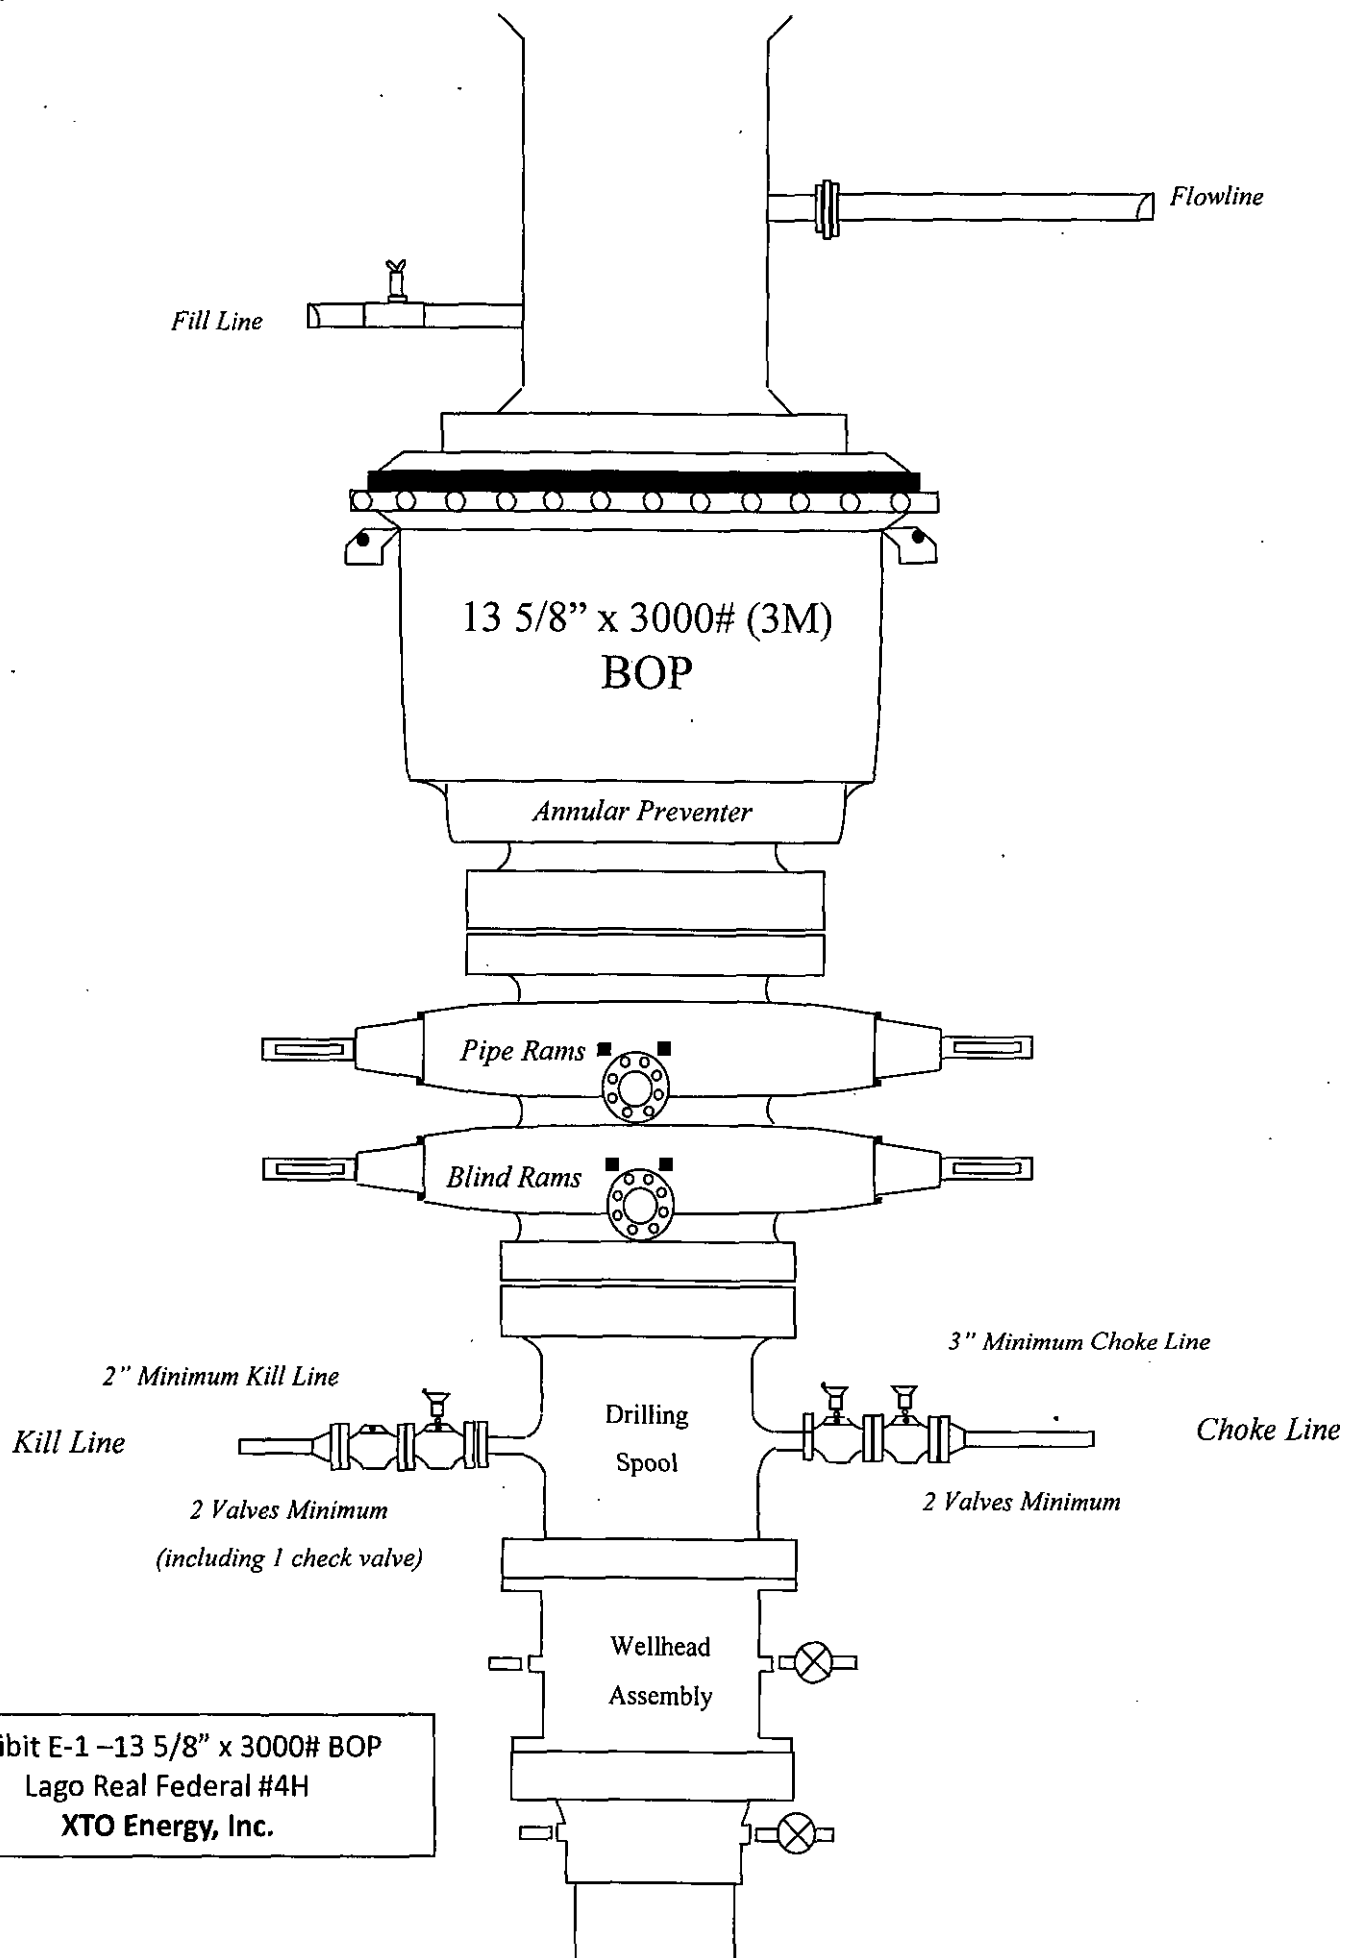 Flowline
Fill Line
13 5/8” x 3000# (3M)
BOP
Annular Preventer
Pipe Rams
Blind Rams
3” Minimum Choke Line
2” Minimum Kill Line
Drilling
Spool
Kill Line
Choke Line
2 Valves Minimum
(including 1 check valve)
2 Valves Minimum
Wellhead
Assembly
ibit E-1 –13 5/8” x 3000# BOP
Lago Real Federal #4H
XTO Energy, Inc.